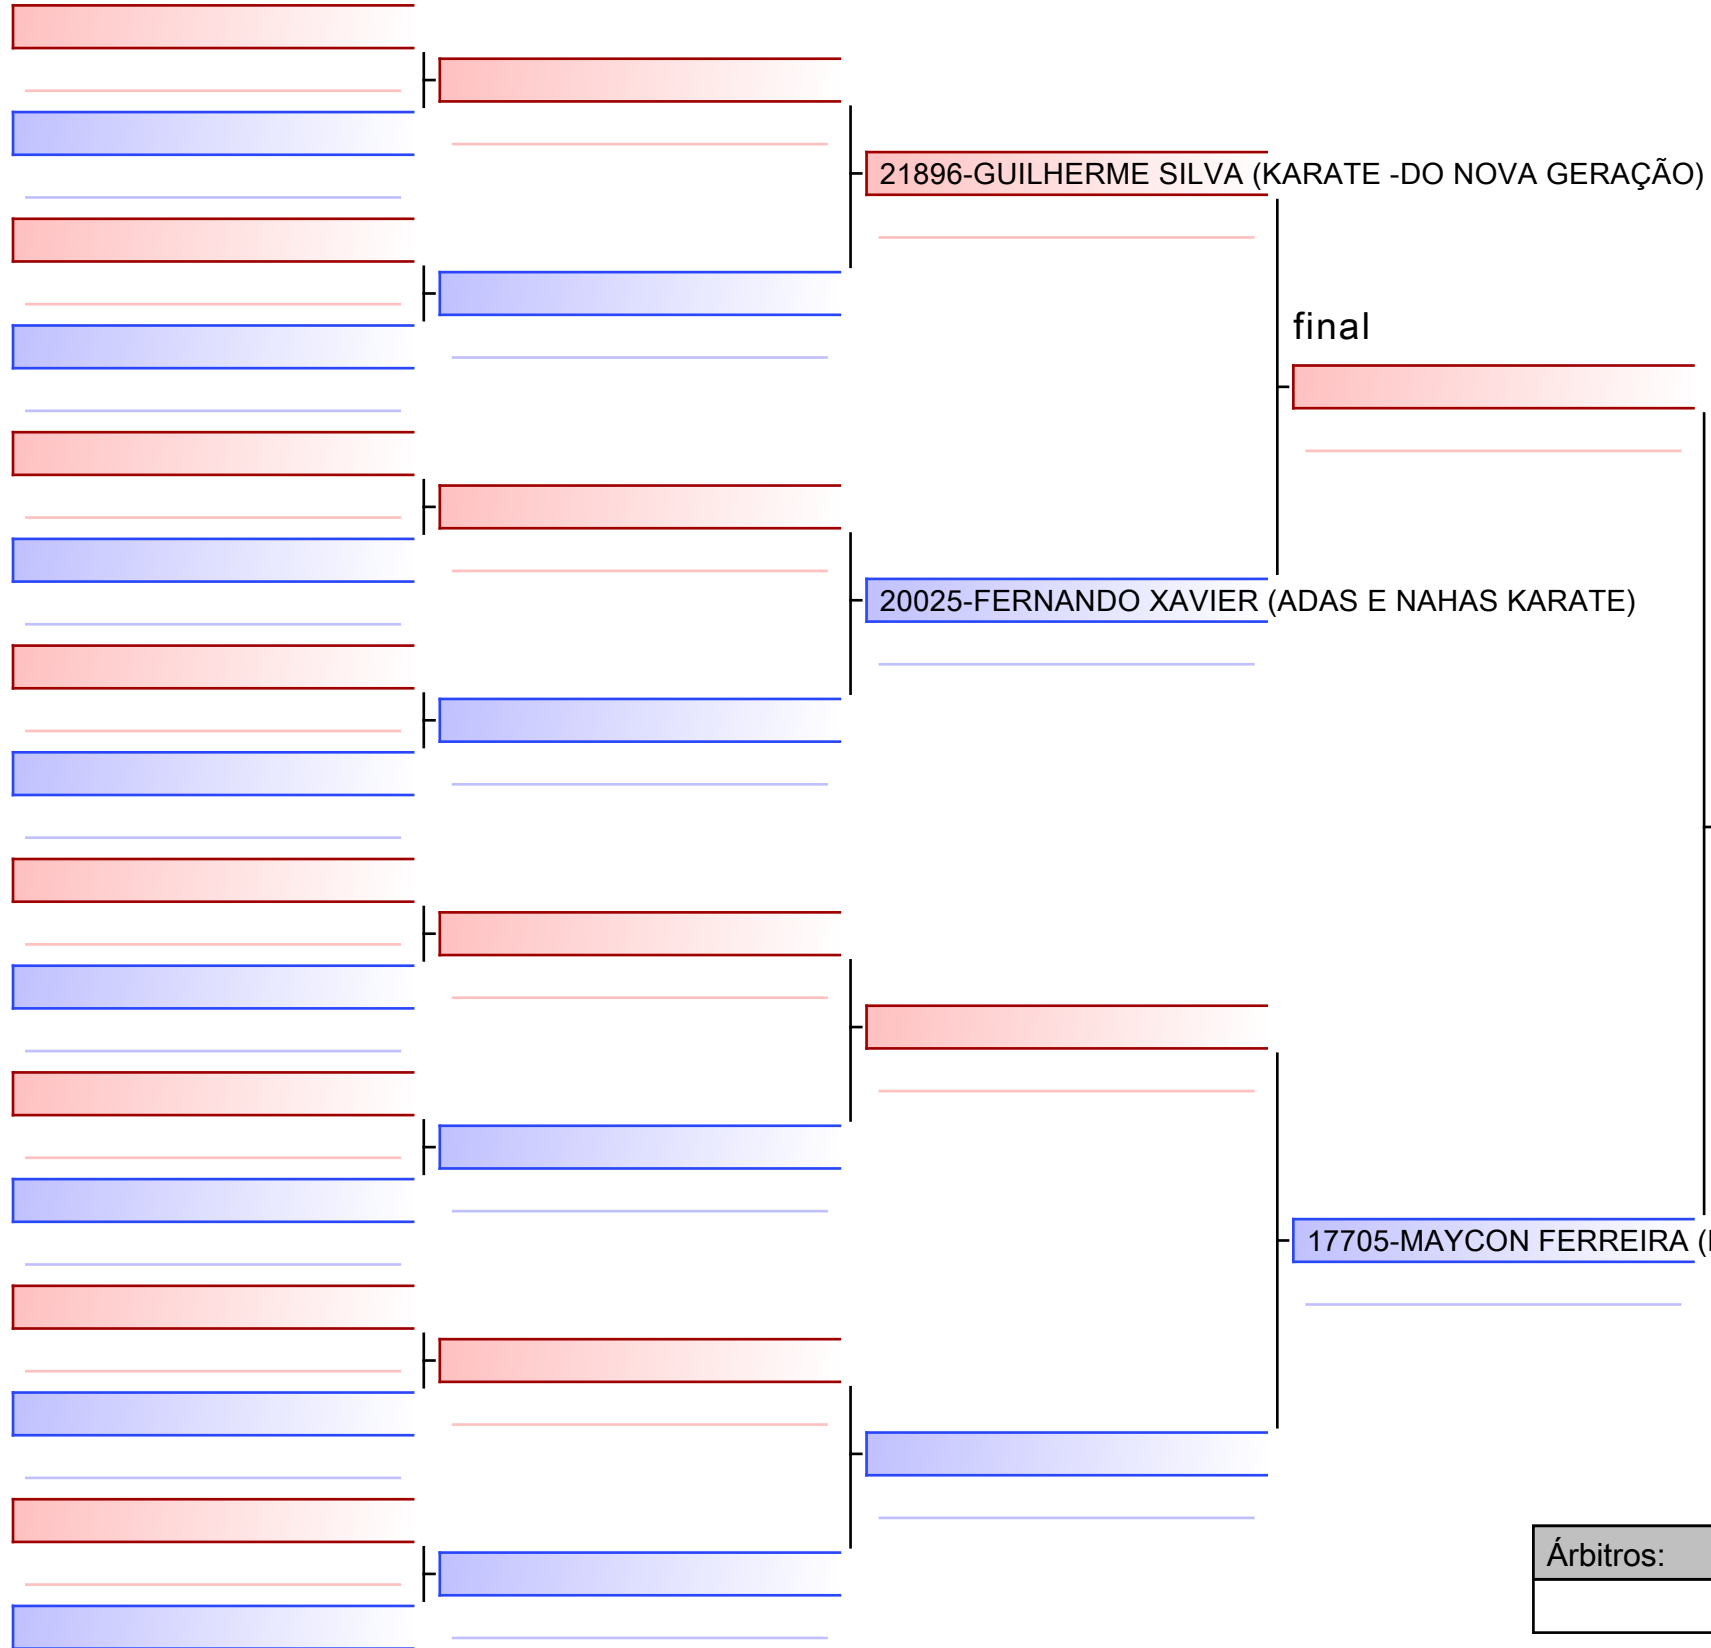 21896-GUILHERME SILVA (KARATE -DO NOVA GERAÇÃO)
final
20025-FERNANDO XAVIER (ADAS E NAHAS KARATE)
17705-MAYCON FERREIRA (
Árbitros: